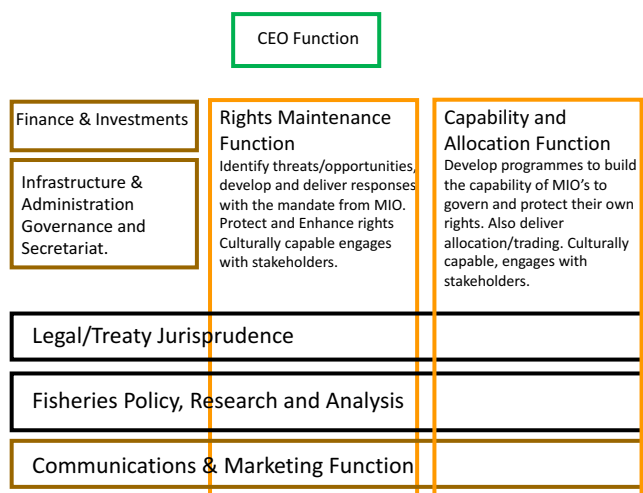 CEO Function
Finance & Investments
Infrastructure &
Administration
Governance and
Secretariat.
Rights Maintenance
Function
Identify threats/opportunities,
develop and deliver responses
with the mandate from MIO.
Protect and Enhance rights
Culturally capable engages
with stakeholders.
Capability and
Allocation Function
Develop programmes to build
the capability of MIO's to
govern and protect their own
rights. Also deliver
allocation/trading. Culturally
capable, engages with
stakeholders.
Legal/Treaty Jurisprudence
Fisheries Policy, Research and Analysis
Communications & Marketing Function